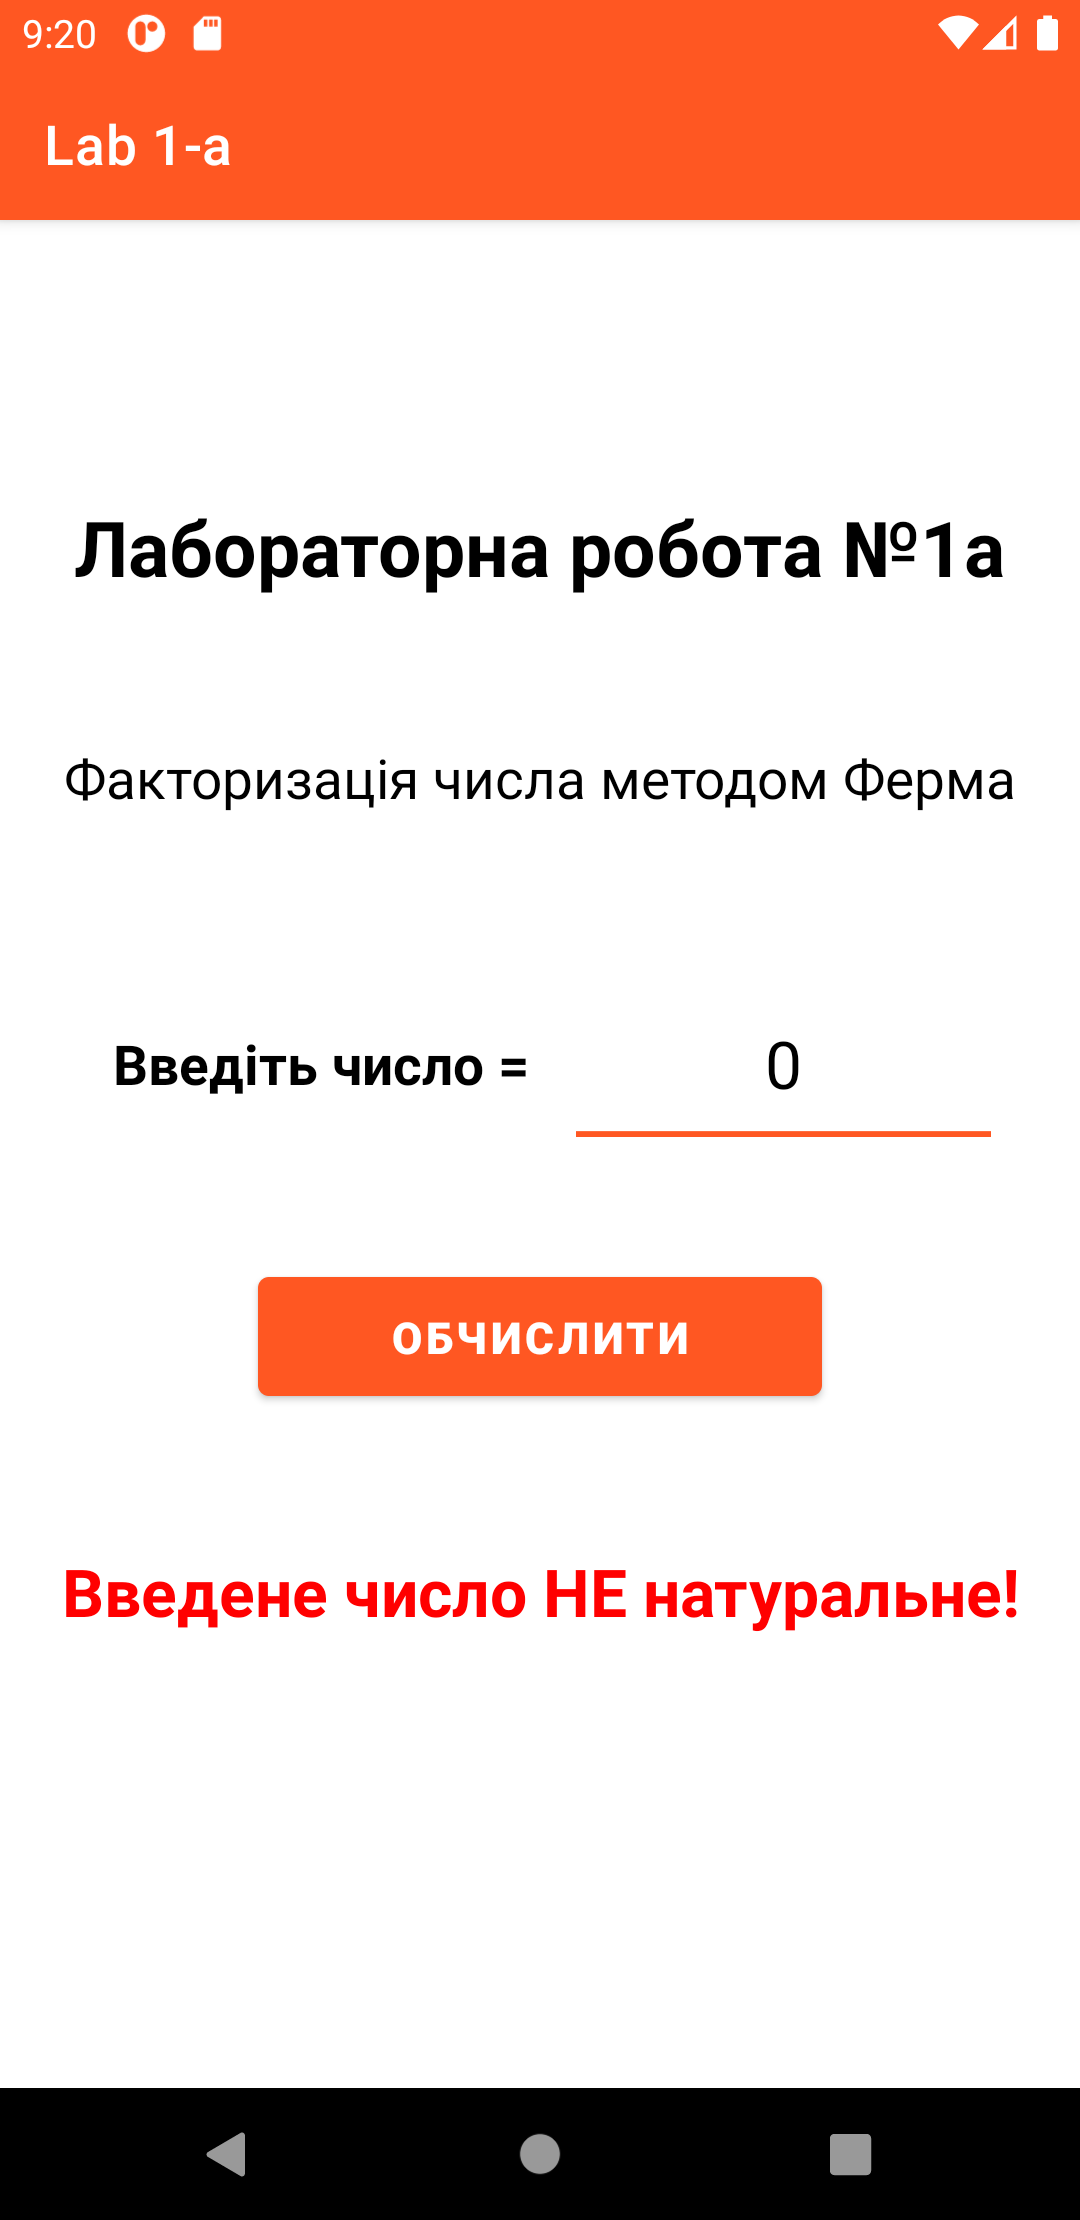 9:20
Lab 1-a
Лабораторна робота №1а
Факторизація числа методом Ферма
Введіть число = 0
ОБЧИСЛИТИ
Введене число НЕ натуральне!